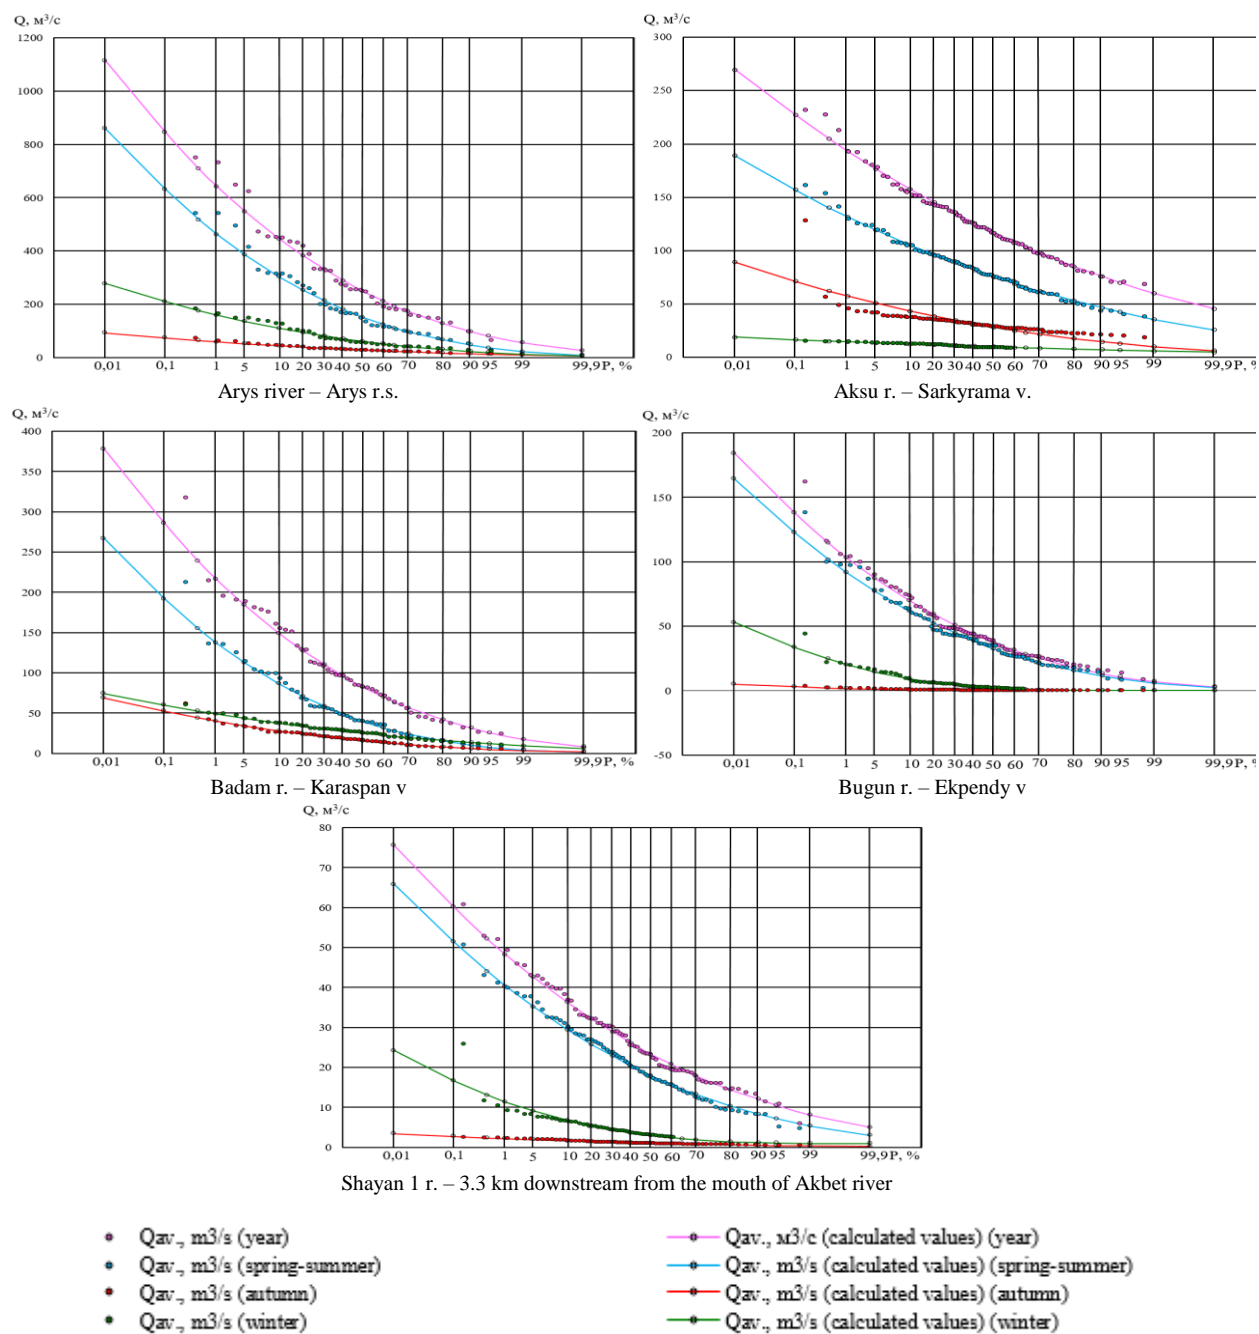 Q, м³/с
1200
1000
800
600
400
200
0
0,01 0,1 1 5 10 20 30 40 50 60 70 80 90 95 99 99,9 P, %
Arys river – Arys r.s.
Q, м³/с
300
250
200
150
100
50
0
0,01 0,1 1 5 10 20 30 40 50 60 70 80 90 95 99 99,9 P, %
Aksu r. – Sarkyrama v.
Q, м³/с
400
350
300
250
200
150
100
50
0
0,01 0,1 1 5 10 20 30 40 50 60 70 80 90 95 99 99,9 P, %
Badam r. – Karaspan v
Q, м³/с
200
150
100
50
0
-50
0,01 0,1 1 5 10 20 30 40 50 60 70 80 90 95 99 99,9 P, %
Bugun r. – Ekpendy v
Q, м³/с
80
70
60
50
40
30
20
10
0
0,01 0,1 1 5 10 20 30 40 50 60 70 80 90 95 99 99,9 P, %
Shayan 1 r. – 3.3 km downstream from the mouth of Akbet river
Qav., m3/s (year)
Qav., m3/s (spring-summer)
Qav., m3/s (autumn)
Qav., m3/s (winter)
Qav., м3/с (calculated values) (year)
Qav., m3/s (calculated values) (spring-summer)
Qav., m3/s (calculated values) (autumn)
Qav., m3/s (calculated values) (winter)